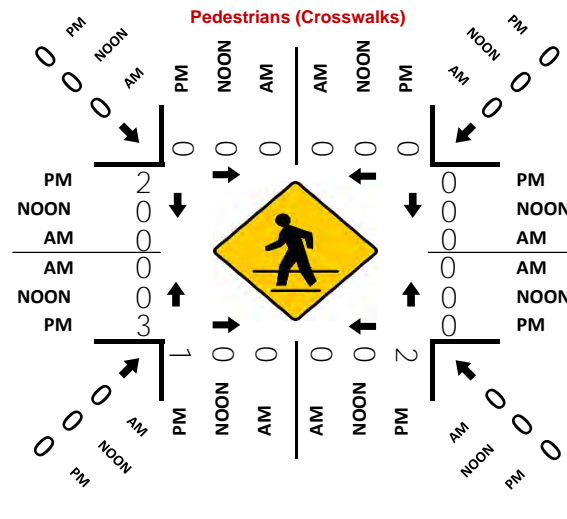 Pedestrians (Crosswalks)
0 PM
0 NOON
0 AM
PM NOON AM AM NOON PM
PM 0
NOON 0
AM 0
0 0 0 0 0 0
PM 2 0 PM
NOON 0 0 NOON
AM 0 0 AM
AM 0 0 AM
NOON 0 0 NOON
PM 3 0 PM
1 0 0 0 0 2
PM NOON AM AM NOON PM
0 AM
0 NOON
0 PM
AM 0
NOON 0
PM 0